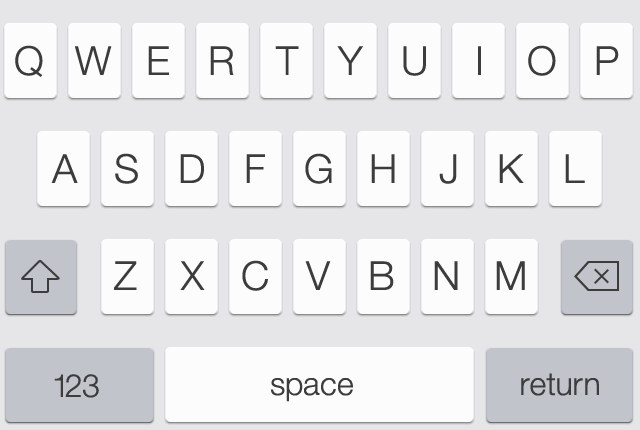 Q W E R T Y U I O P
A S D F G H J K L
Z X C V B N M
123 space return